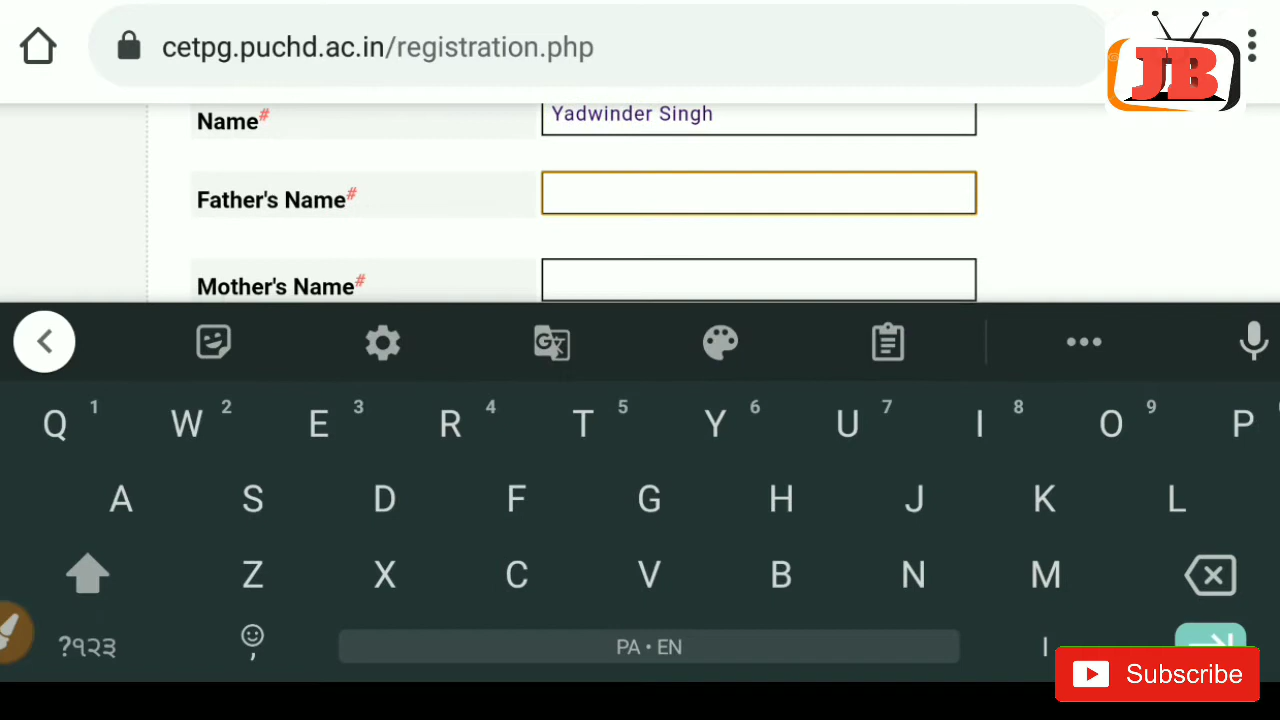 cetpg.puchd.ac.in/registration.php
JB
Name# Yadwinder Singh
Father's Name#
Mother's Name#
Q 1 W 2 E 3 R 4 T 5 Y 6 U 7 I 8 O 9 P
A S D F G H J K L
Z X C V B N M
?੧੨੩ , PA • EN ।
Subscribe